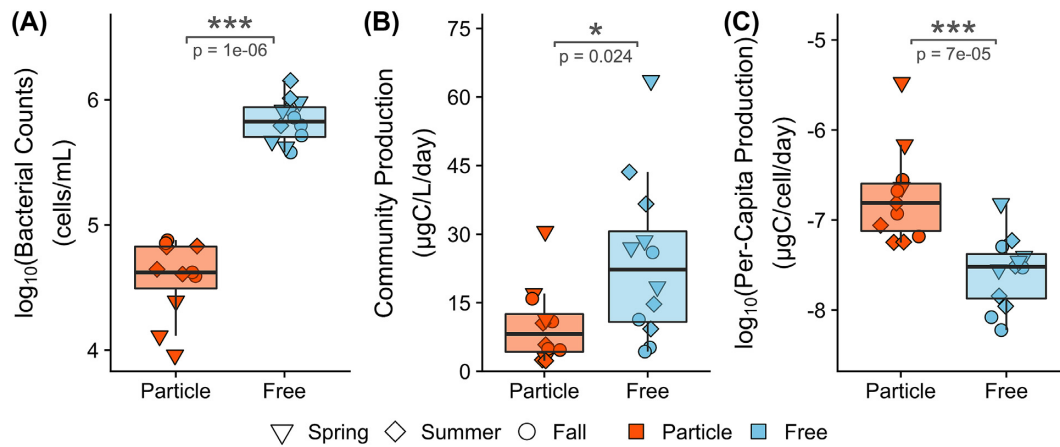 (A)
log10(Bacterial Counts)
(cells/mL)
***
p = 1e-06
6
5
4
Particle
Free
(B)
Community Production
(µgC/L/day)
*
p = 0.024
75
60
45
30
15
0
Particle
Free
(C)
log10(Per-Capita Production)
(µgC/cell/day)
***
p = 7e-05
-5
-6
-7
-8
Particle
Free
Spring Summer Fall Particle Free